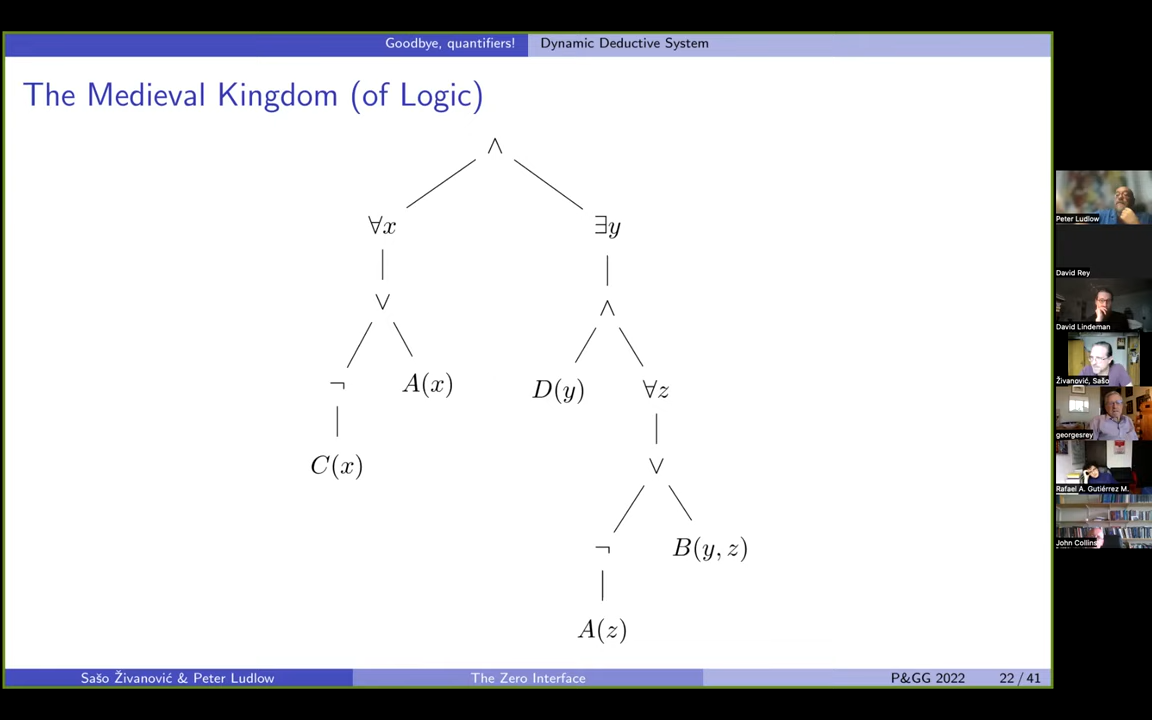 Goodbye, quantifiers! Dynamic Deductive System
The Medieval Kingdom (of Logic)
∧
∀x ∃y
∨ ∧
¬ A(x) D(y) ∀z
C(x) ∨
¬ B(y, z)
A(z)
Sašo Živanović & Peter Ludlow The Zero Interface P&GG 2022 22 / 41
Peter Ludlow
David Rey
David Lindeman
Živanović, Sašo
georgesrey
Rafael A. Gutiérrez M.
John Collins